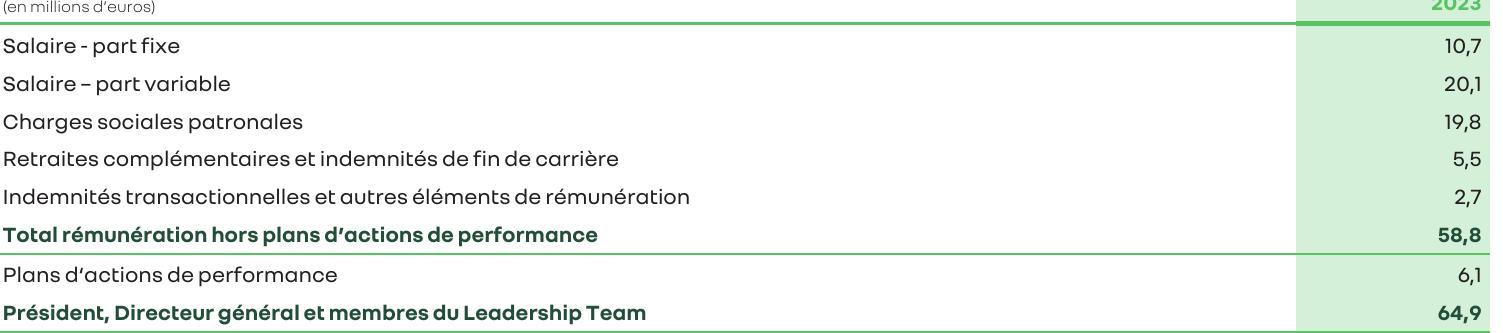 (en millions d’euros) 2023
Salaire - part fixe 10,7
Salaire – part variable 20,1
Charges sociales patronales 19,8
Retraites complémentaires et indemnités de fin de carrière 5,5
Indemnités transactionnelles et autres éléments de rémunération 2,7
Total rémunération hors plans d’actions de performance 58,8
Plans d’actions de performance 6,1
Président, Directeur général et membres du Leadership Team 64,9